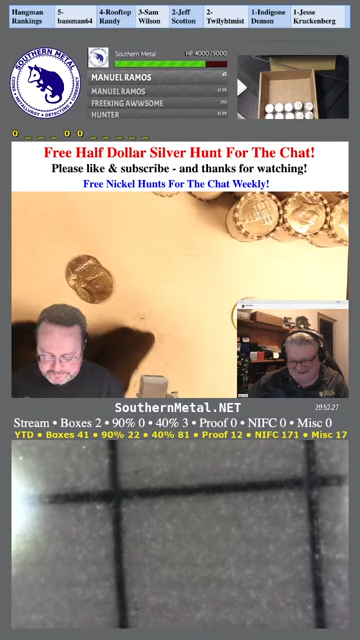 Hangman Rankings
5-bassman64
4-Rooftop Randy
3-Sam Wilson
2-Jeff Scotton
2-Twilyhtmist
1-Indigone Demon
1-Jesse Kruckenberg
SOUTHERN METAL
Southern Metal HP: 4000 / 5000
MANUEL RAMOS
MANUEL RAMOS
FREEKING AWWSOME
HUNTER
O _ _ _ O O _ _ _ _ _
Free Half Dollar Silver Hunt For The Chat!
Please like & subscribe - and thanks for watching!
Free Nickel Hunts For The Chat Weekly!
SouthernMetal.NET
Stream • Boxes 2 • 90% 0 • 40% 3 • Proof 0 • NIFC 0 • Misc 0
YTD • Boxes 41 • 90% 22 • 40% 81 • Proof 12 • NIFC 171 • Misc 17